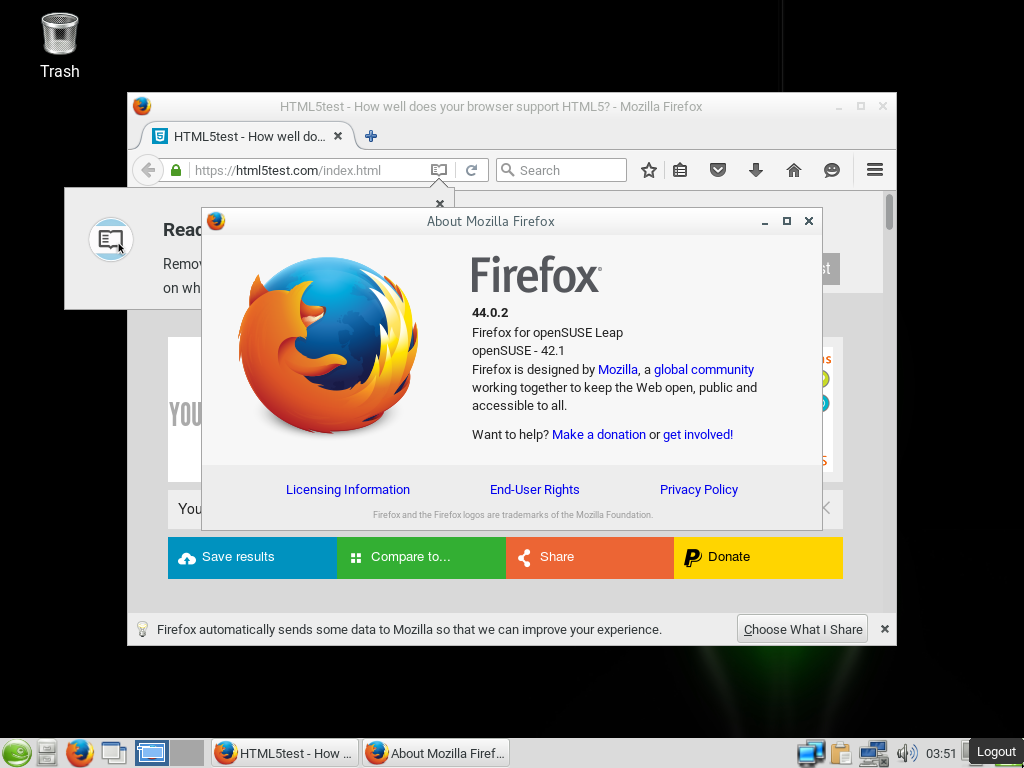 Trash
HTML5test - How well does your browser support HTML5? - Mozilla Firefox
HTML5test - How well do...
https://html5test.com/index.html
Search
About Mozilla Firefox
Remov
on wh
Firefox
44.0.2
Firefox for openSUSE Leap
openSUSE - 42.1
Firefox is designed by Mozilla, a global community
working together to keep the Web open, public and
accessible to all.
Want to help? Make a donation or get involved!
YOU
Licensing Information End-User Rights Privacy Policy
You
Firefox and the Firefox logos are trademarks of the Mozilla Foundation.
Save results Compare to... Share Donate
Firefox automatically sends some data to Mozilla so that we can improve your experience.
Choose What I Share
HTML5test - How ... About Mozilla Firef... 03:51 Logout